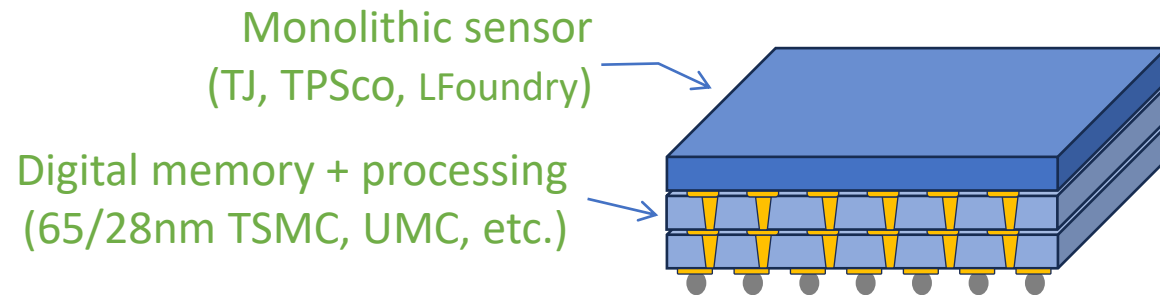 Monolithic sensor
(TJ, TPSco, LFoundry)
Digital memory + processing
(65/28nm TSMC, UMC, etc.)